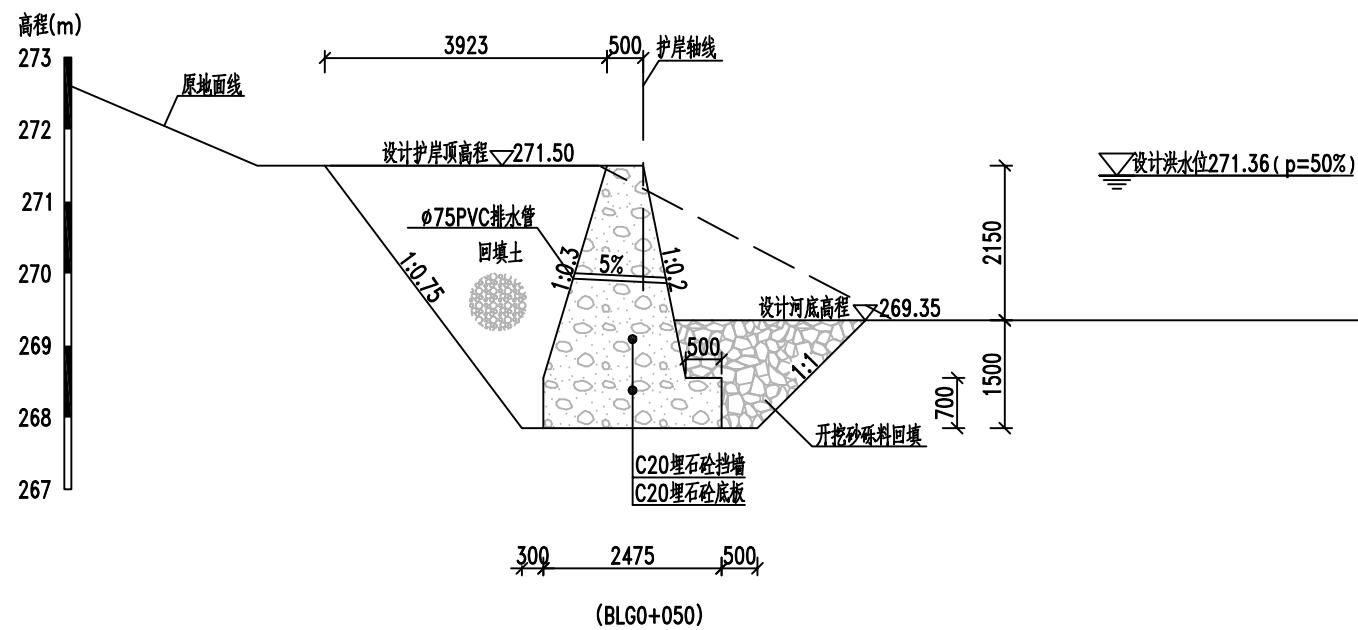 高程(m)
273
272
271
270
269
268
267
原地面线
3923
500
护岸轴线
设计护岸顶高程
271.50
设计洪水位271.36( p=50%)
ø75PVC排水管
回填土
1:0.75
1:0.3
5%
1:0.2
2150
设计河底高程
269.35
500
1:1
1500
700
开挖砂砾料回填
C20埋石砼挡墙
C20埋石砼底板
300
2475
500
(BLG0+050)